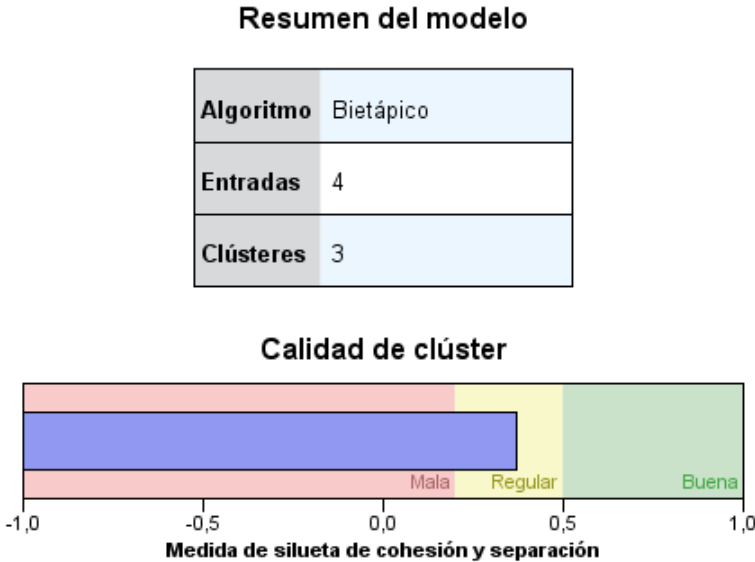 Resumen del modelo
Algoritmo Bietápico
Entradas 4
Clústeres 3
Calidad de clúster
Mala Regular Buena
-1,0 -0,5 0,0 0,5 1,0
Medida de silueta de cohesión y separación